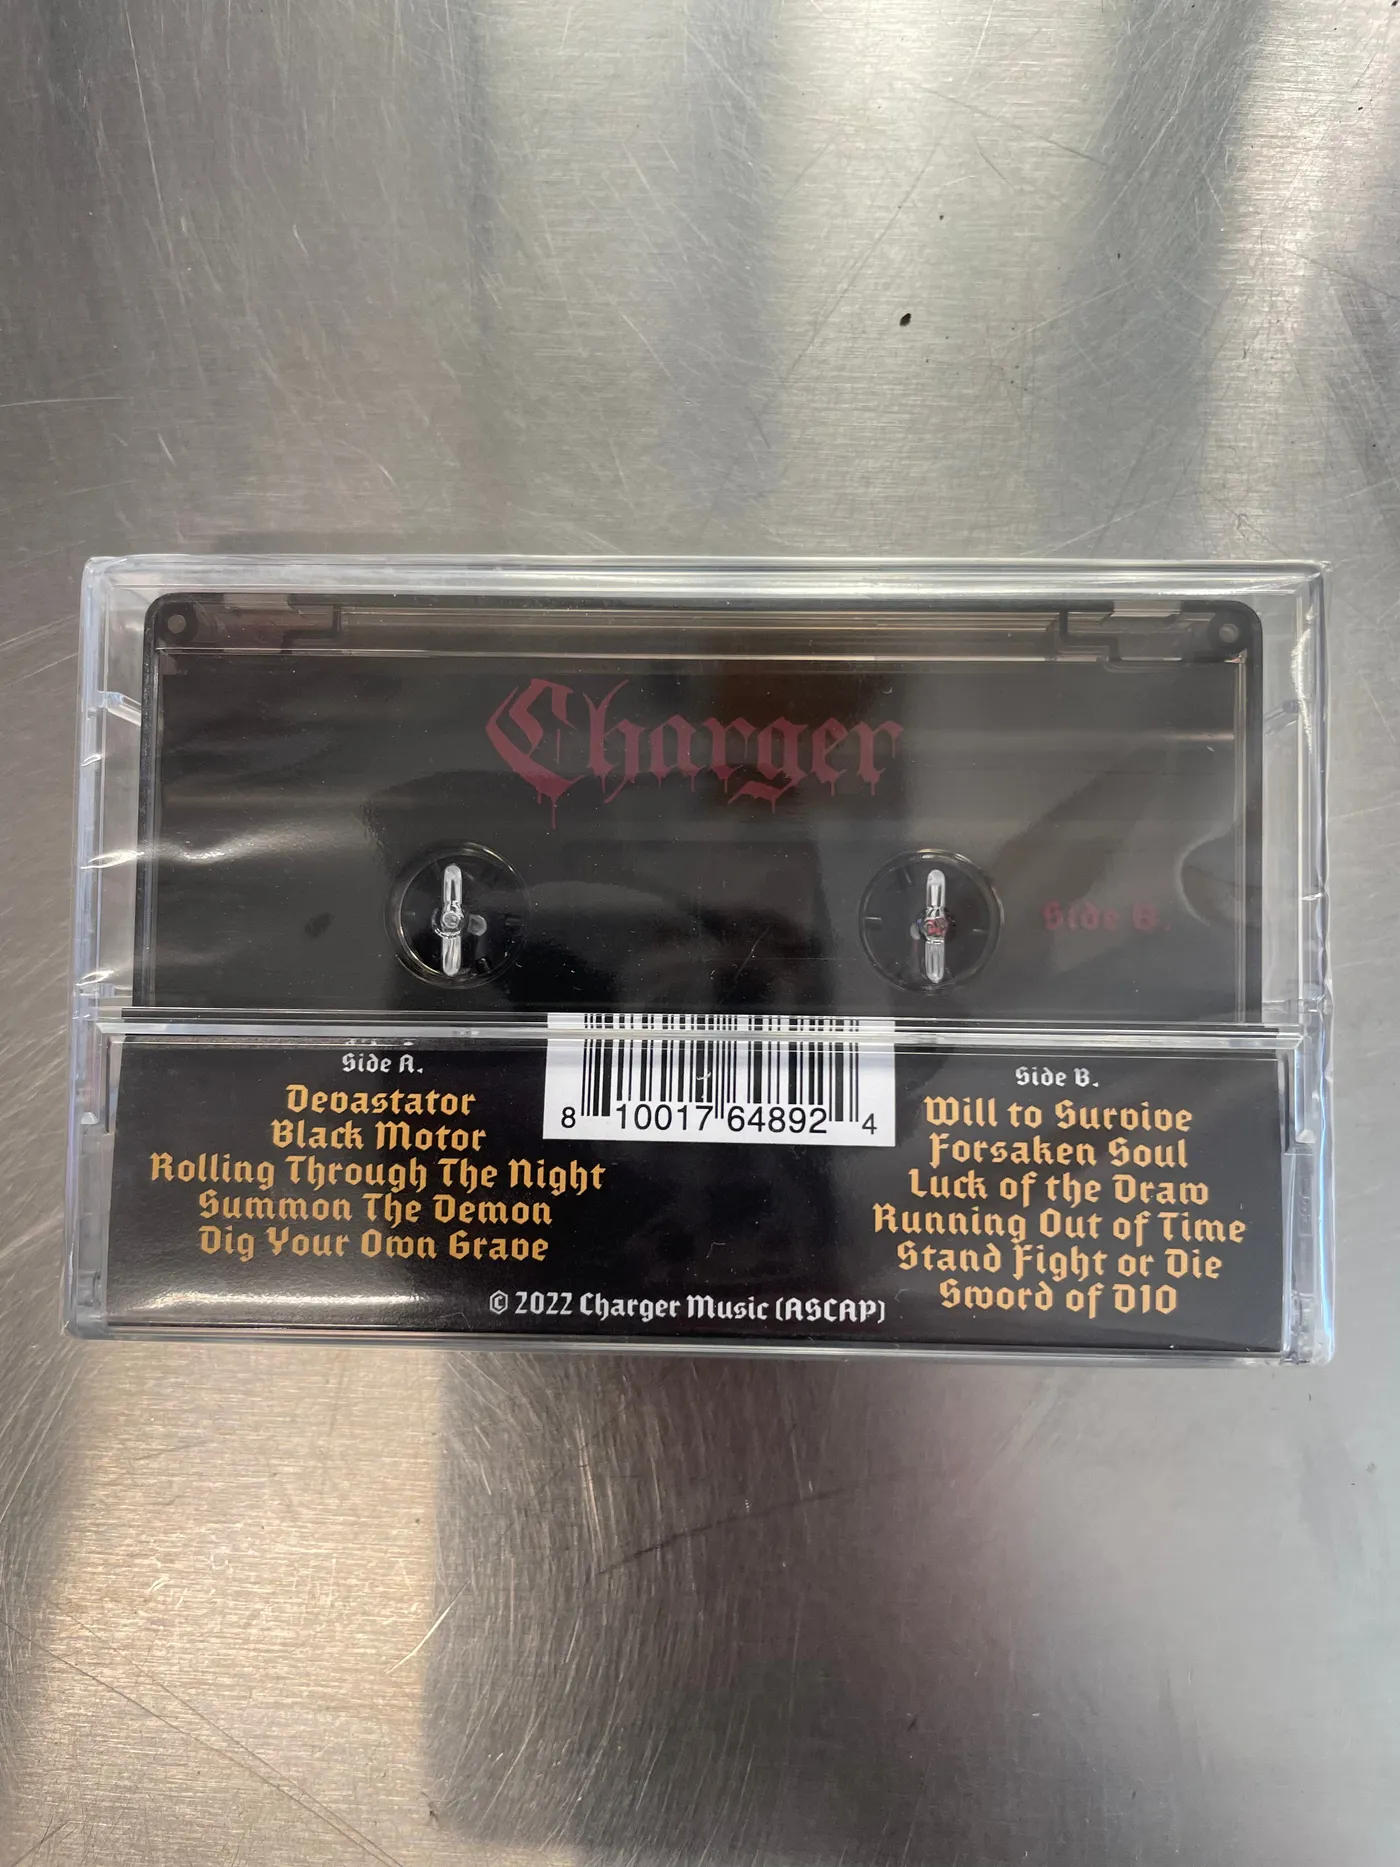 Charger
Side B.
Side A.
Devastator
Black Motor
Rolling Through The Night
Summon The Demon
Dig Your Own Grave
8 10017 64892 4
Side B.
Will to Survive
Forsaken Soul
Luck of the Draw
Running Out of Time
Stand Fight or Die
Sword of DIO
© 2022 Charger Music (ASCAP)